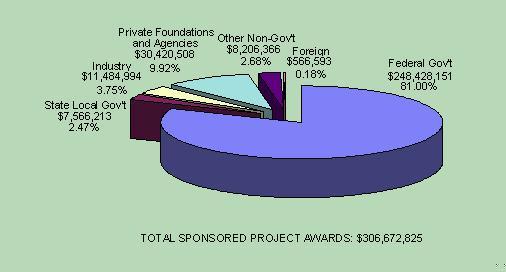 Private Foundations
and Agencies
$30,420,508
9.92%
Other Non-Gov't
$8,206,366
2.68%
Foreign
$566,593
0.18%
Federal Gov't
$248,428,151
81.00%
Industry
$11,484,994
3.75%
State Local Gov't
$7,566,213
2.47%
TOTAL SPONSORED PROJECT AWARDS: $306,672,825